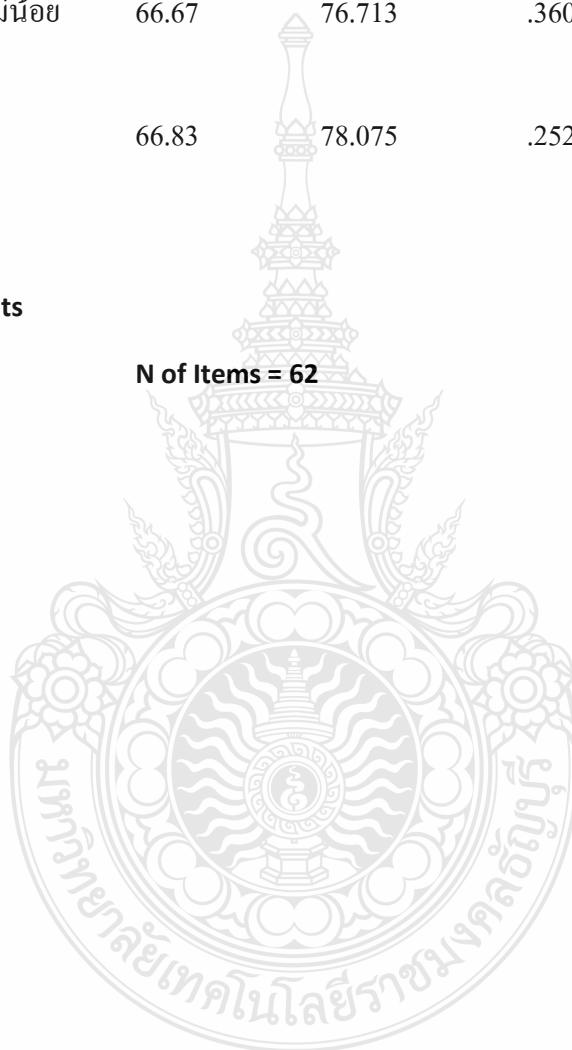 ม่น้อย 66.67 76.713 .360
66.83 78.075 .252
ts
N of Items = 62
มหาวิทยาลัยเทคโนโลยีราชมงคลธัญบุรี